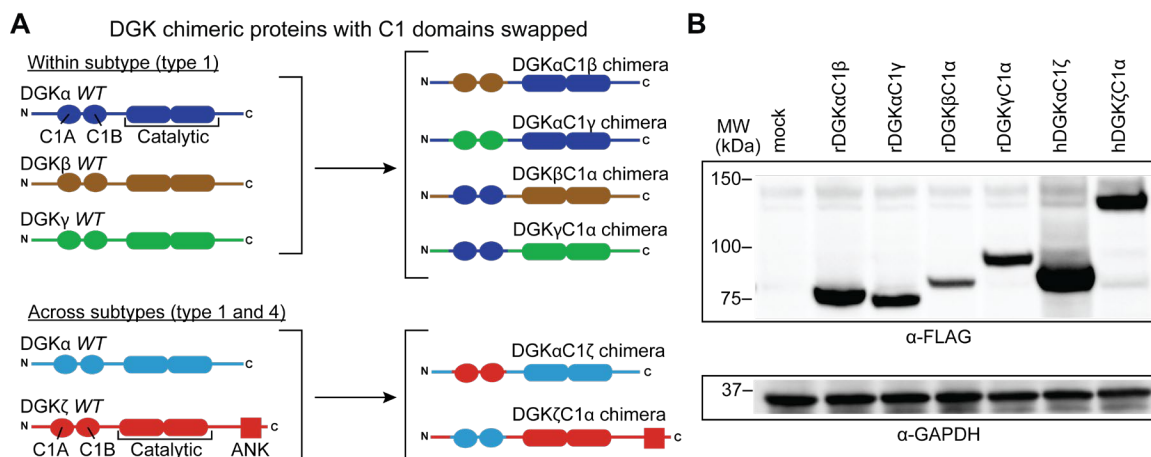 A
DGK chimeric proteins with C1 domains swapped
Within subtype (type 1)
DGKα WT
N C
C1A C1B Catalytic
DGKβ WT
N C
DGKγ WT
N C
DGKαC1β chimera
N C
DGKαC1γ chimera
N C
DGKβC1α chimera
N C
DGKγC1α chimera
N C
Across subtypes (type 1 and 4)
DGKα WT
N C
DGKζ WT
N C
C1A C1B Catalytic ANK
DGKαC1ζ chimera
N C
DGKζC1α chimera
N C
B
MW
(kDa)
mock
rDGKαC1β
rDGKαC1γ
rDGKβC1α
rDGKγC1α
hDGKαC1ζ
hDGKζC1α
150–
100–
75–
α-FLAG
37–
α-GAPDH